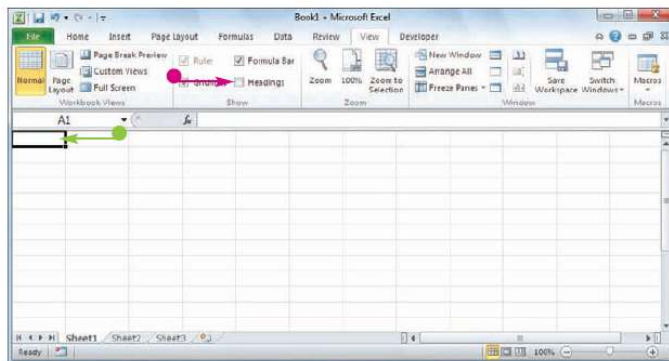 Book1 - Microsoft Excel
File Home Insert Page Layout Formulas Data Review View Developer
Normal
Page Layout
Page Break Preview
Custom Views
Full Screen
Workbook Views
Ruler
Formula Bar
Headings
Show
Zoom
100%
Zoom to Selection
Zoom
New Window
Arrange All
Freeze Panes
Save Workspace
Switch Windows
Window
Macros
Macros
A1
fx
Sheet1 Sheet2 Sheet3
Ready
100%